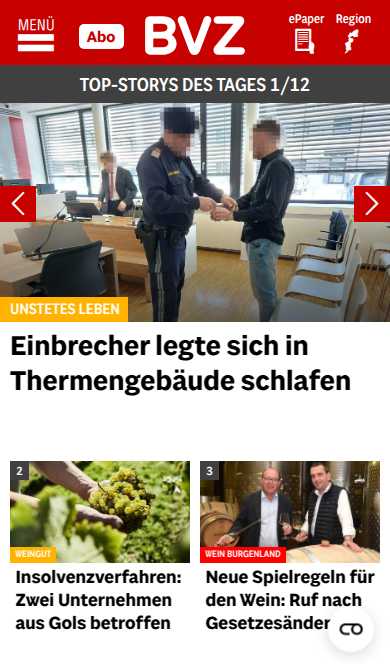 MENÜ
Abo
BVZ
ePaper
Region
TOP-STORYS DES TAGES 1/12
UNSTETES LEBEN
Einbrecher legte sich in
Thermengebäude schlafen
2
WEINGUT
Insolvenzverfahren:
Zwei Unternehmen
aus Gols betroffen
3
WEIN BURGENLAND
Neue Spielregeln für
den Wein: Ruf nach
Gesetzesänder